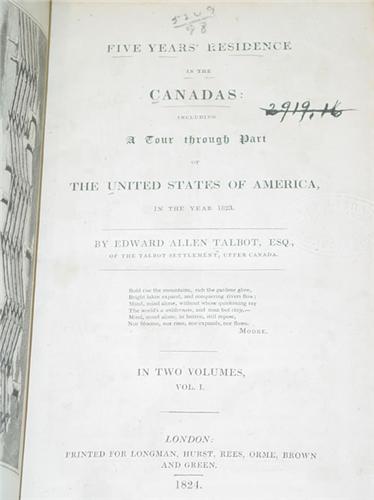 5209
98
FIVE YEARS' RESIDENCE
IN THE
CANADAS:
INCLUDING
2919.16
A Tour through Part
OF
THE UNITED STATES OF AMERICA,
IN THE YEAR 1823.
BY EDWARD ALLEN TALBOT, ESQ.,
OF THE TALBOT SETTLEMENT, UPPER CANADA.
Bold rise the mountains, rich the gardens glow,
Bright lakes expand, and conquering rivers flow;
Mind, mind alone, without whose quickening ray
The world's a wilderness, and man but clay,—
Mind, mind alone, in barren, still repose,
Nor blooms, nor rises, nor expands, nor flows.
MOORE.
IN TWO VOLUMES,
VOL. I.
LONDON:
PRINTED FOR LONGMAN, HURST, REES, ORME, BROWN
AND GREEN.
1824.